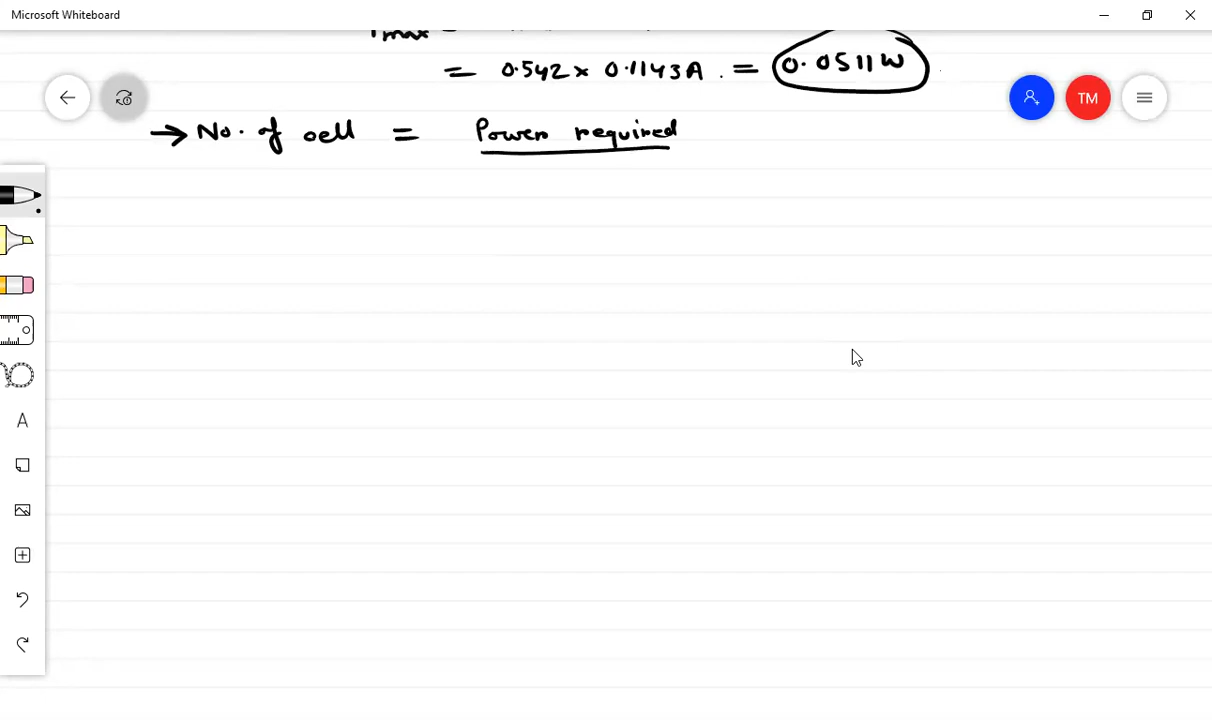 Microsoft Whiteboard
= 0.542 x 0.1143A . = 0.0511W
TM
→ No. of cell = Power required
A